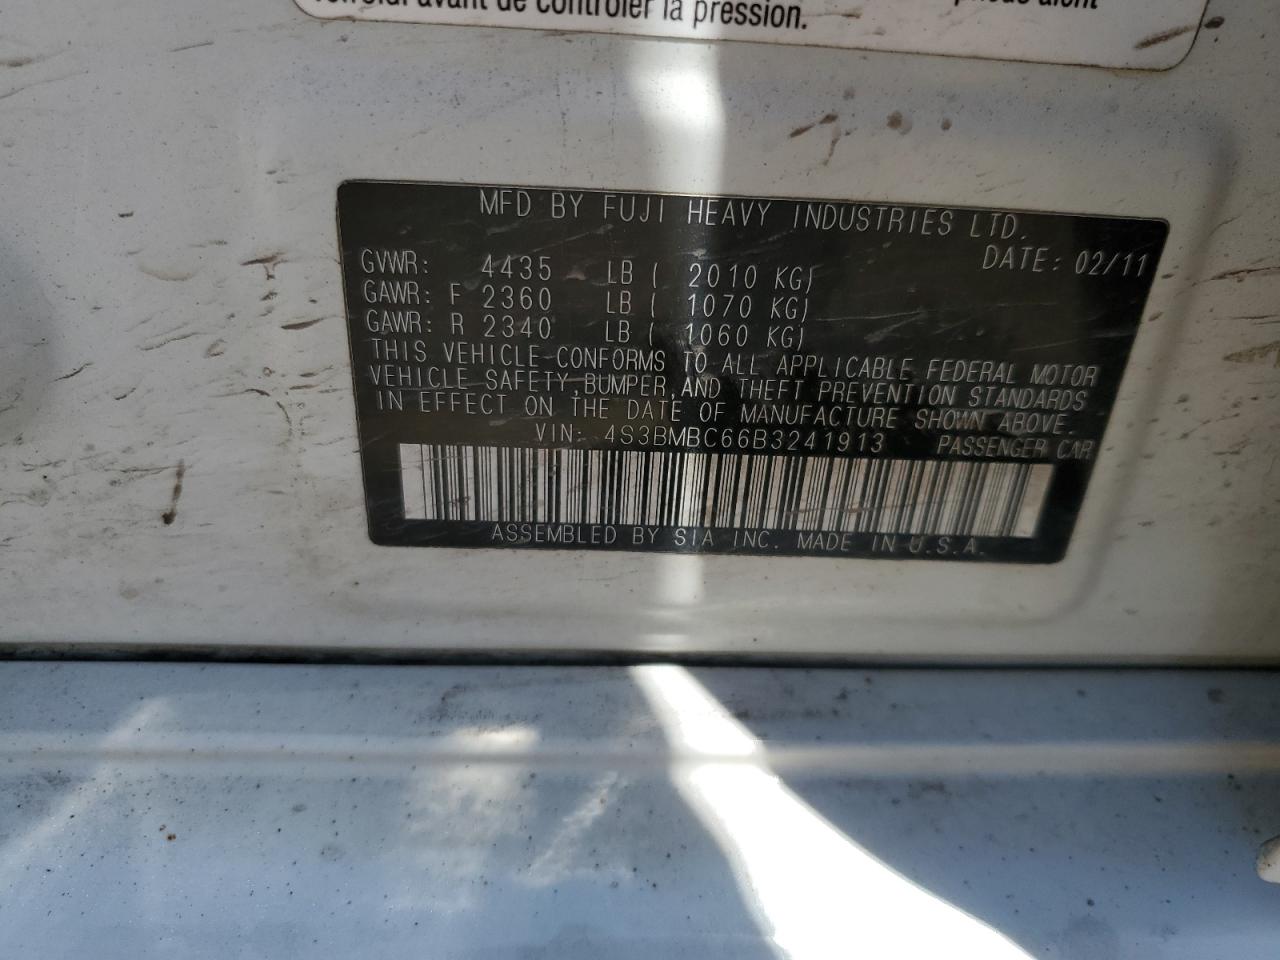 avant de contrôler la pression.
MFD BY FUJI HEAVY INDUSTRIES LTD.
DATE: 02/11
GVWR: 4435 LB ( 2010 KG)
GAWR: F 2360 LB ( 1070 KG)
GAWR: R 2340 LB ( 1060 KG)
THIS VEHICLE CONFORMS TO ALL APPLICABLE FEDERAL MOTOR
VEHICLE SAFETY,BUMPER,AND THEFT PREVENTION STANDARDS
IN EFFECT ON THE DATE OF MANUFACTURE SHOWN ABOVE.
VIN: 4S3BMBC66B3241913 PASSENGER CAR
ASSEMBLED BY SIA INC. MADE IN U.S.A.